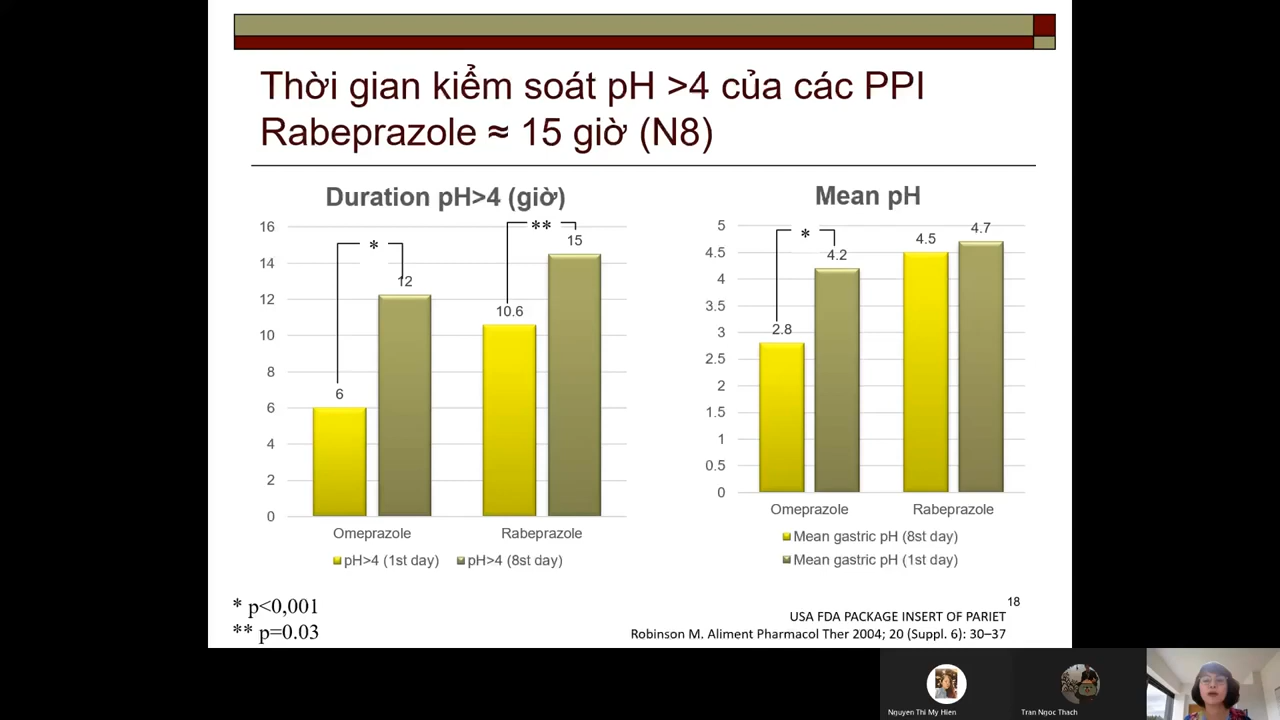 Thời gian kiểm soát pH >4 của các PPI
Rabeprazole ≈ 15 giờ (N8)
Duration pH>4 (giờ)
16
14
12
10
8
6
4
2
0
*
**
6
12
10.6
15
Omeprazole
Rabeprazole
pH>4 (1st day)
pH>4 (8st day)
Mean pH
5
4.5
4
3.5
3
2.5
2
1.5
1
0.5
0
*
2.8
4.2
4.5
4.7
Omeprazole
Rabeprazole
Mean gastric pH (8st day)
Mean gastric pH (1st day)
* p<0,001
** p=0.03
18
USA FDA PACKAGE INSERT OF PARIET
Robinson M. Aliment Pharmacol Ther 2004; 20 (Suppl. 6): 30–37
Nguyen Thi My Hien
Tran Ngoc Thach